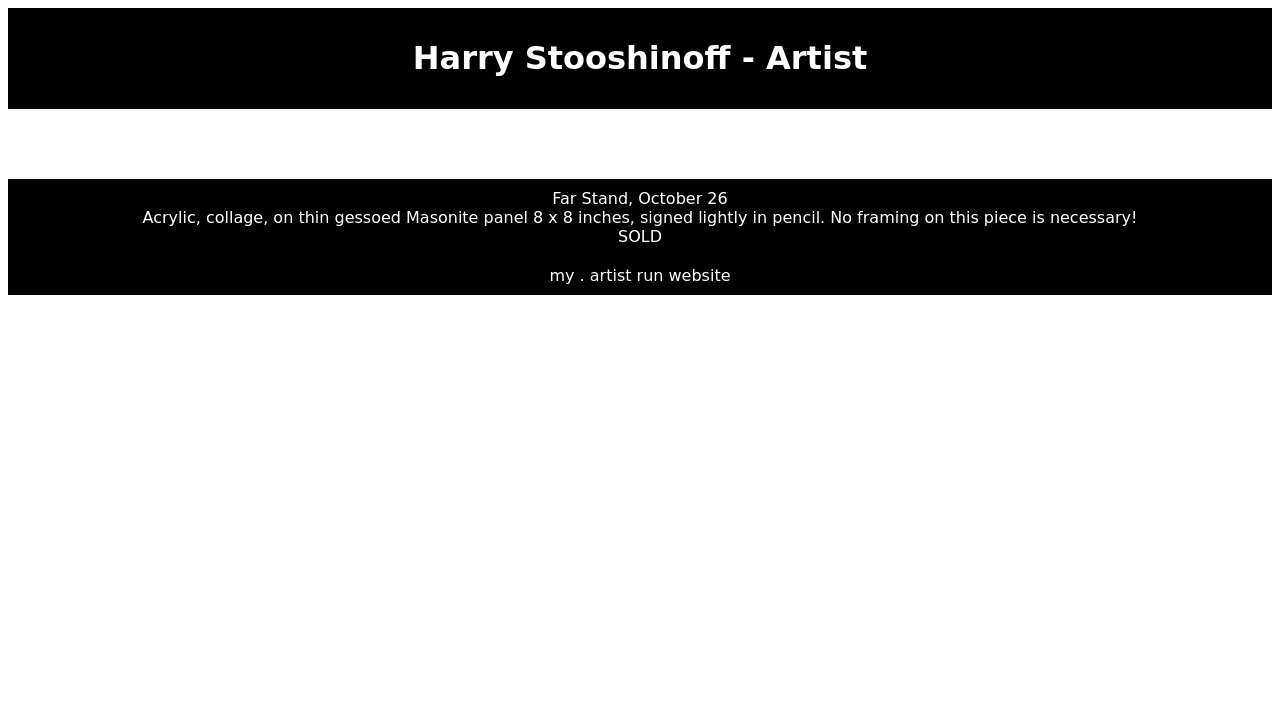 Harry Stooshinoff - Artist
Far Stand, October 26
Acrylic, collage, on thin gessoed Masonite panel 8 x 8 inches, signed lightly in pencil. No framing on this piece is necessary!
SOLD
my . artist run website